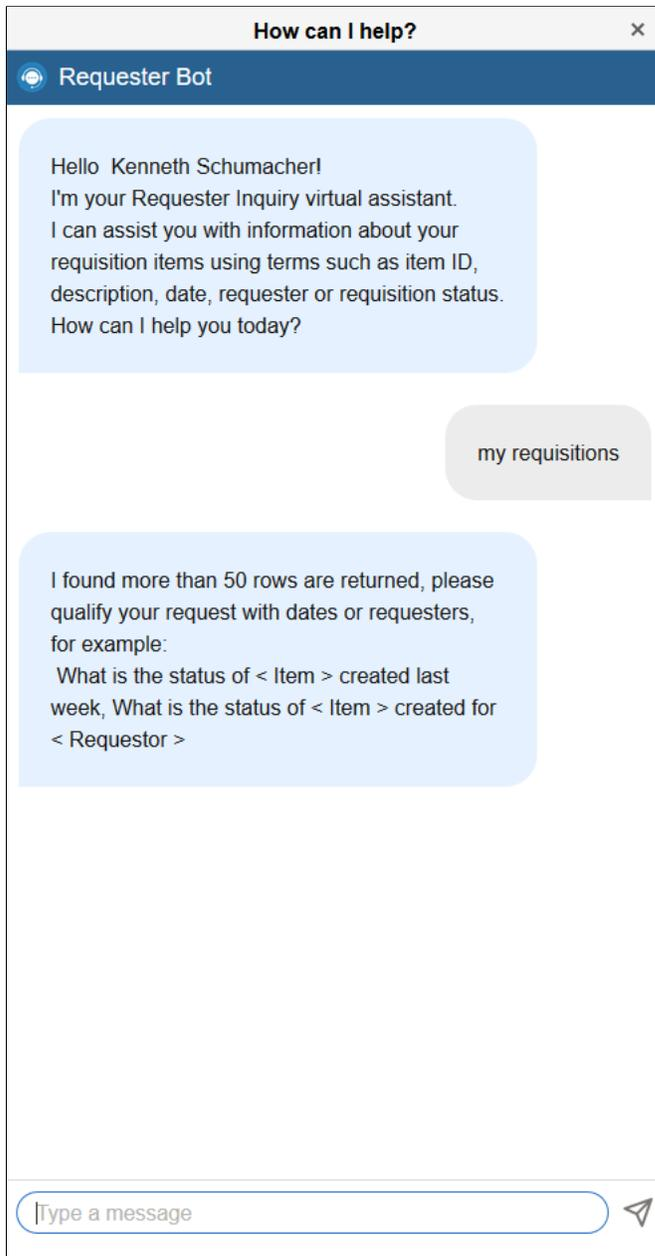 How can I help?
×
Requester Bot
Hello  Kenneth Schumacher!
I'm your Requester Inquiry virtual assistant.
I can assist you with information about your
requisition items using terms such as item ID,
description, date, requester or requisition status.
How can I help you today?
my requisitions
I found more than 50 rows are returned, please
qualify your request with dates or requesters,
for example:
What is the status of < Item > created last
week, What is the status of < Item > created for
< Requestor >
Type a message